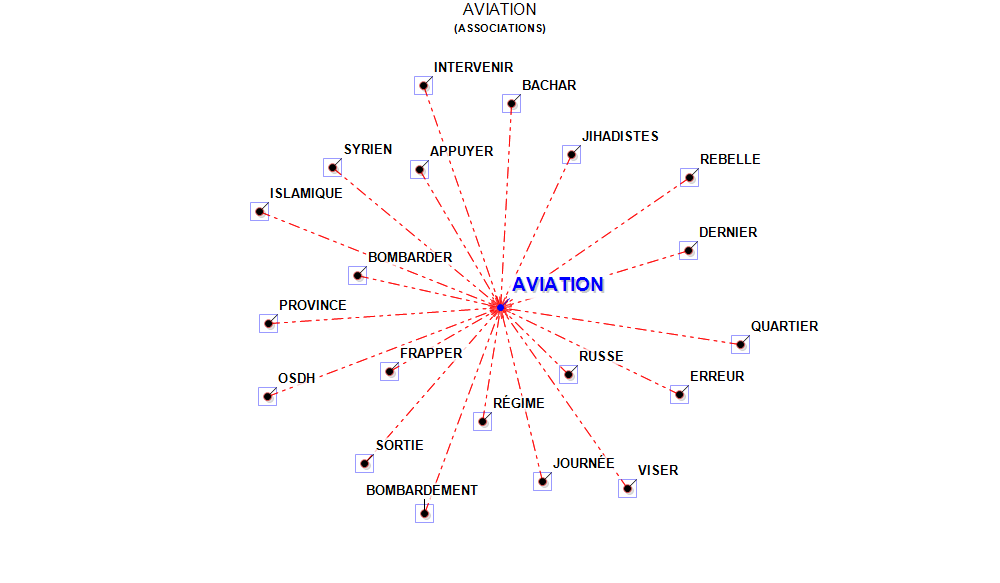 AVIATION
(ASSOCIATIONS)
INTERVENIR
BACHAR
JIHADISTES
SYRIEN
APPUYER
REBELLE
ISLAMIQUE
DERNIER
BOMBARDER
AVIATION
PROVINCE
QUARTIER
FRAPPER
RUSSE
OSDH
ERREUR
RÉGIME
SORTIE
JOURNÉE
VISER
BOMBARDEMENT